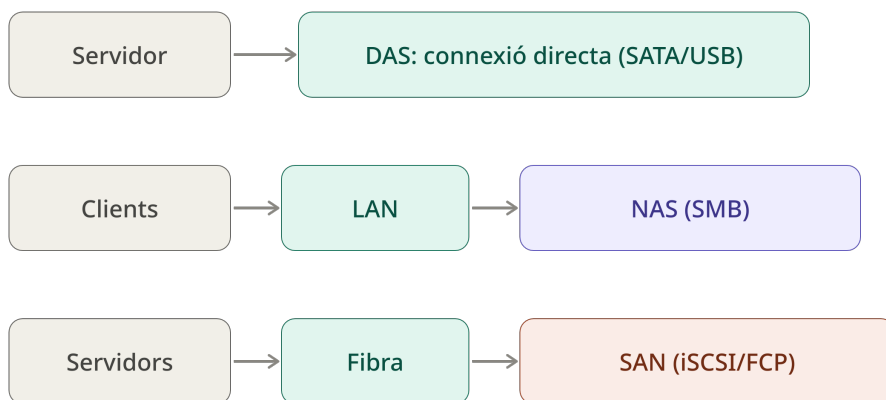 Servidor
DAS: connexió directa (SATA/USB)
Clients
LAN
NAS (SMB)
Servidors
Fibra
SAN (iSCSI/FCP)